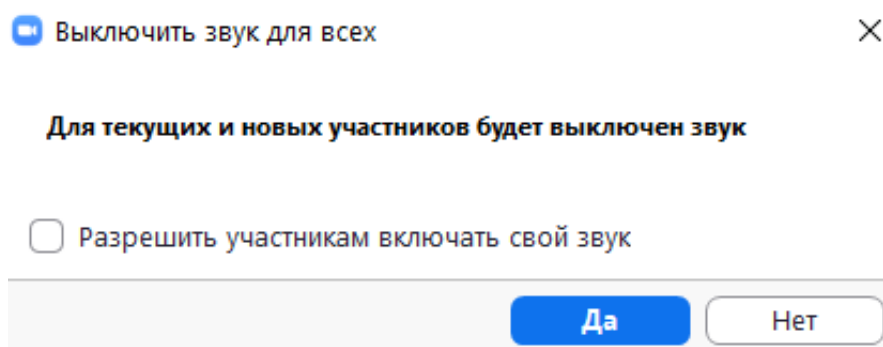 Выключить звук для всех
Для текущих и новых участников будет выключен звук
Разрешить участникам включать свой звук
Да
Нет